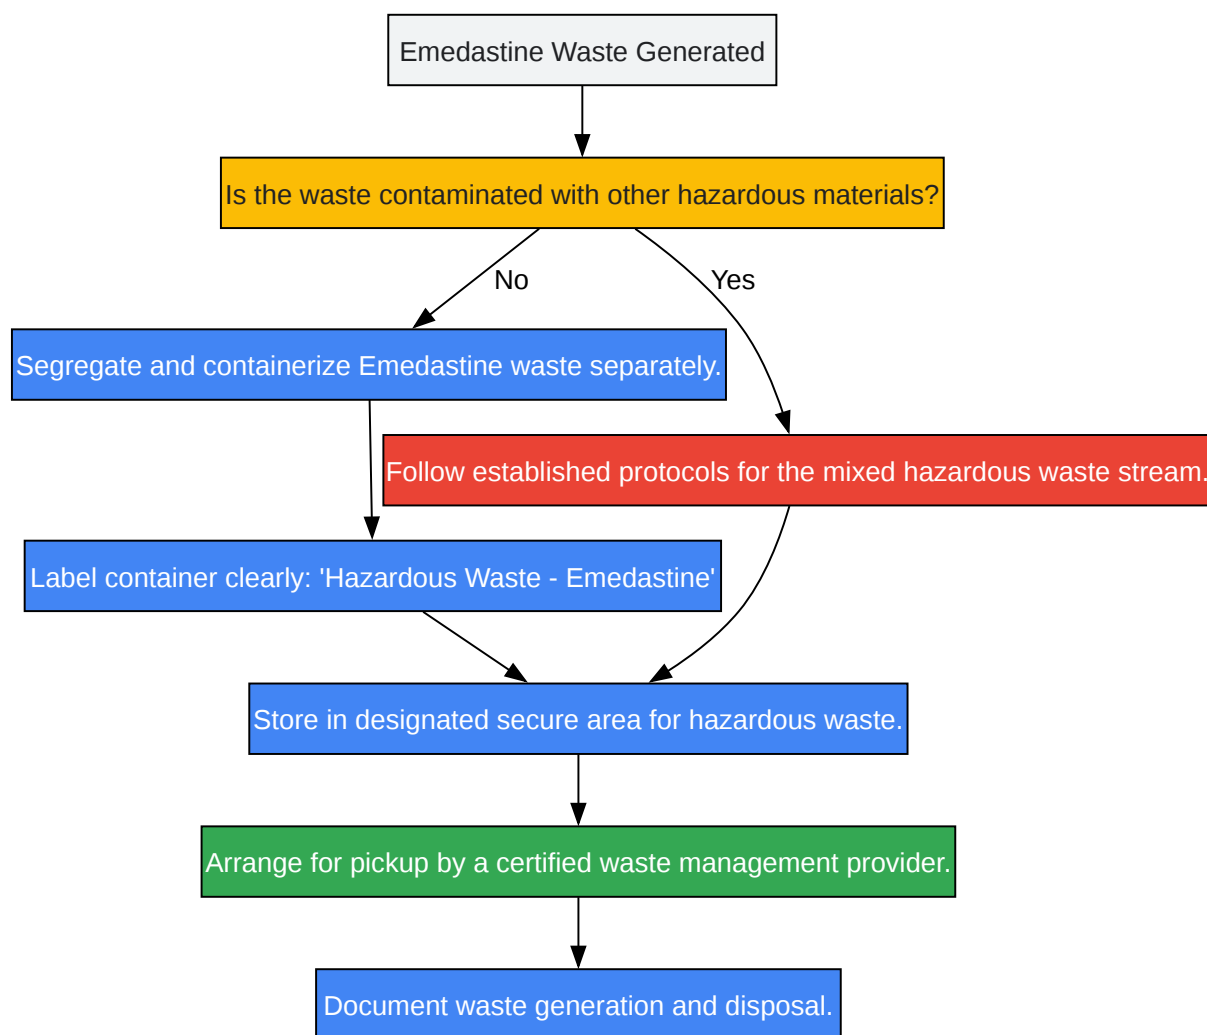 Emedastine Waste Generated
Is the waste contaminated with other hazardous materials?
No
Yes
Segregate and containerize Emedastine waste separately.
Follow established protocols for the mixed hazardous waste stream.
Label container clearly: 'Hazardous Waste - Emedastine'
Store in designated secure area for hazardous waste.
Arrange for pickup by a certified waste management provider.
Document waste generation and disposal.